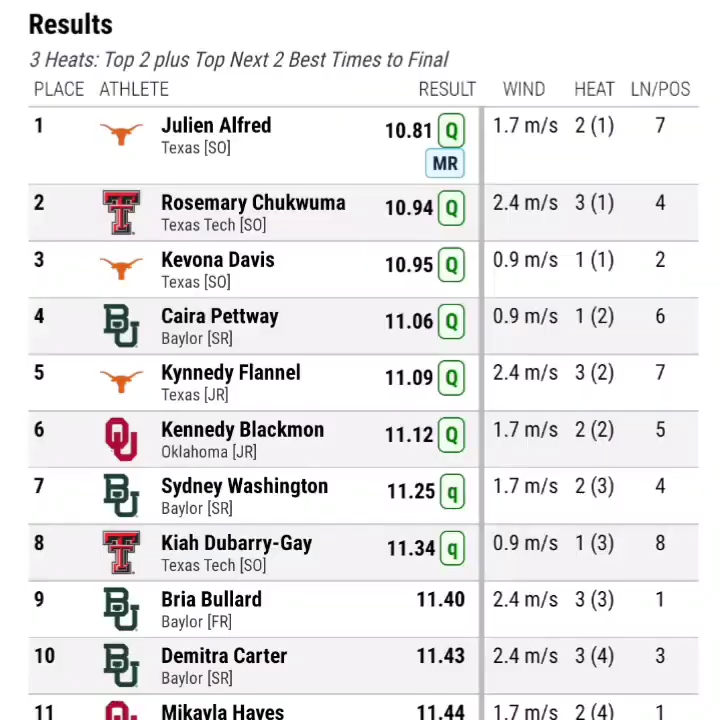 Results
3 Heats: Top 2 plus Top Next 2 Best Times to Final
PLACE ATHLETE RESULT WIND HEAT LN/POS
1 Julien Alfred 10.81 Q 1.7 m/s 2 (1) 7
Texas [SO] MR
2 Rosemary Chukwuma 10.94 Q 2.4 m/s 3 (1) 4
Texas Tech [SO]
3 Kevona Davis 10.95 Q 0.9 m/s 1 (1) 2
Texas [SO]
4 BU Caira Pettway 11.06 Q 0.9 m/s 1 (2) 6
Baylor [SR]
5 Kynnedy Flannel 11.09 Q 2.4 m/s 3 (2) 7
Texas [JR]
6 OU Kennedy Blackmon 11.12 Q 1.7 m/s 2 (2) 5
Oklahoma [JR]
7 BU Sydney Washington 11.25 q 1.7 m/s 2 (3) 4
Baylor [SR]
8 Kiah Dubarry-Gay 11.34 q 0.9 m/s 1 (3) 8
Texas Tech [SO]
9 BU Bria Bullard 11.40 2.4 m/s 3 (3) 1
Baylor [FR]
10 BU Demitra Carter 11.43 2.4 m/s 3 (4) 3
Baylor [SR]
11 Mikayla Hayes 11.44 1.7 m/s 2 (4) 1